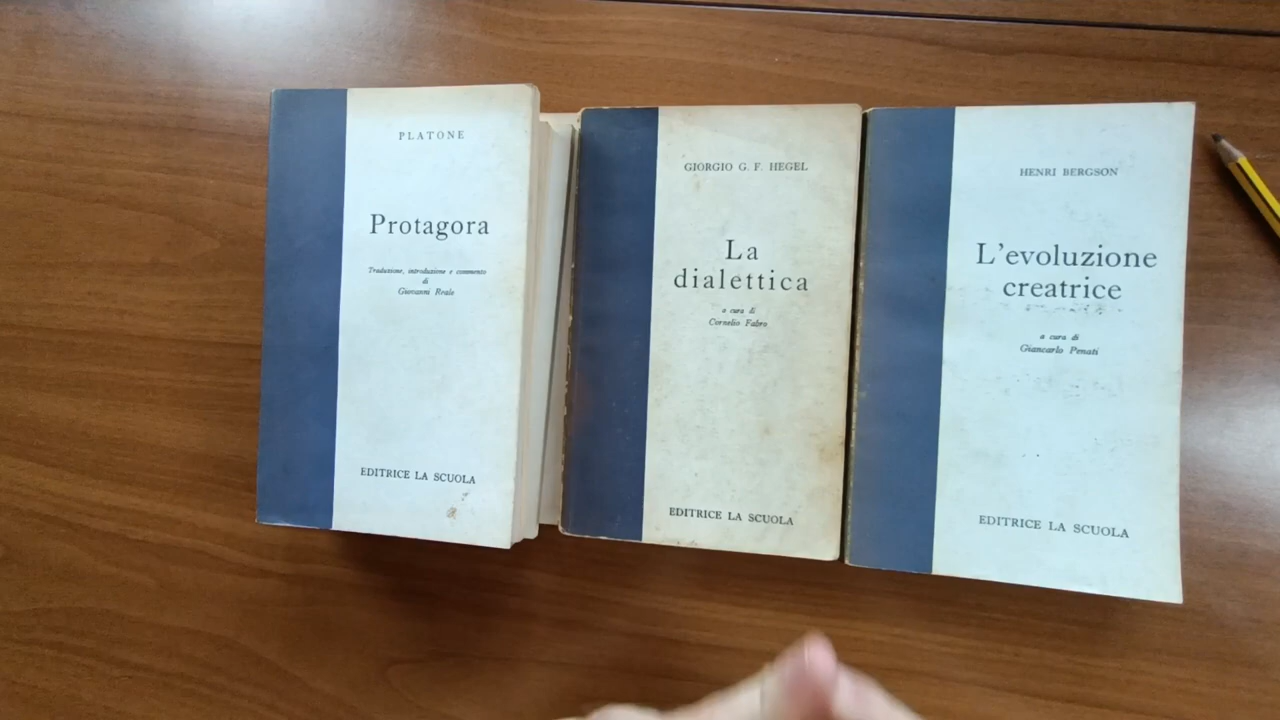 PLATONE
Protagora
Traduzione, introduzione e commento
di
Giovanni Reale
EDITRICE LA SCUOLA
GIORGIO G. F. HEGEL
La
dialettica
a cura di
Cornelio Fabro
EDITRICE LA SCUOLA
HENRI BERGSON
L'evoluzione
creatrice
a cura di
Giancarlo Penati
EDITRICE LA SCUOLA